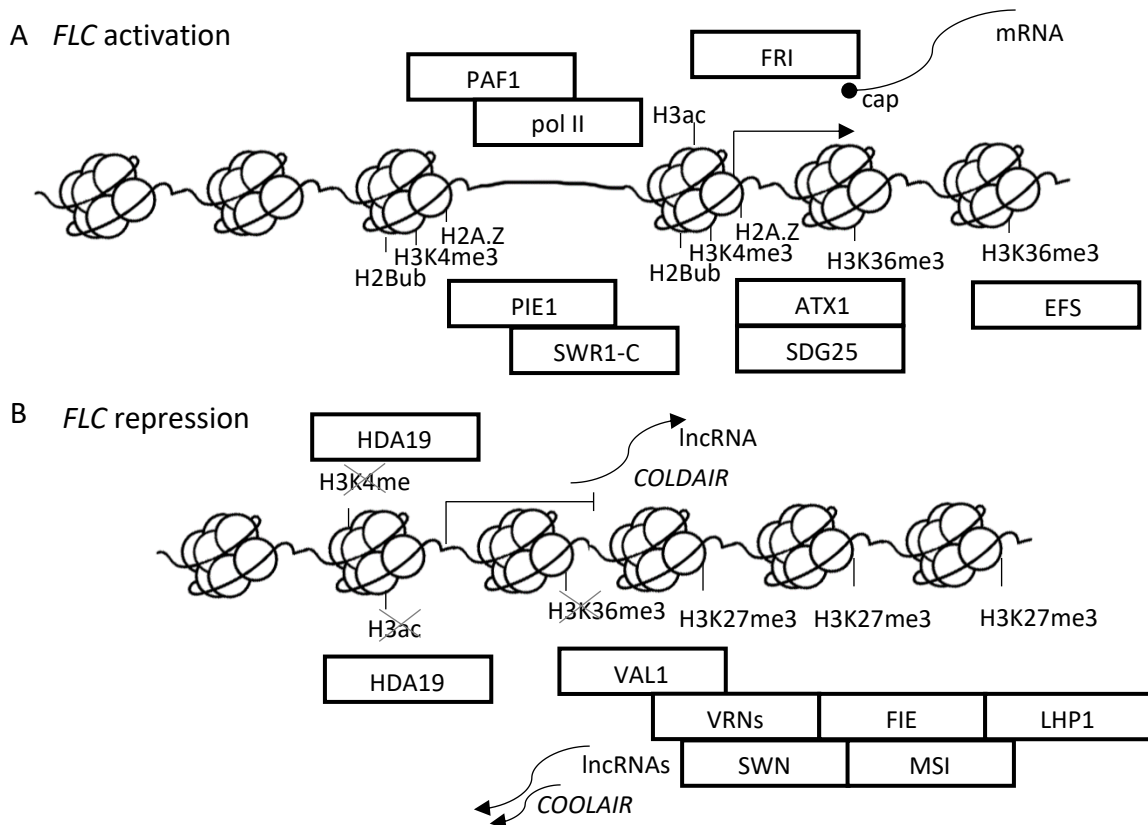 A FLC activation
PAF1
pol II
FRI
mRNA
cap
H3ac
H2A.Z
H3K4me3
H2Bub
H2A.Z
H3K4me3
H2Bub
H3K36me3
H3K36me3
PIE1
SWR1-C
ATX1
SDG25
EFS
B FLC repression
HDA19
H3K4me
lncRNA
COLDAIR
H3ac
H3K36me3
H3K27me3
H3K27me3
H3K27me3
HDA19
VAL1
VRNs
FIE
LHP1
SWN
MSI
lncRNAs
COOLAIR